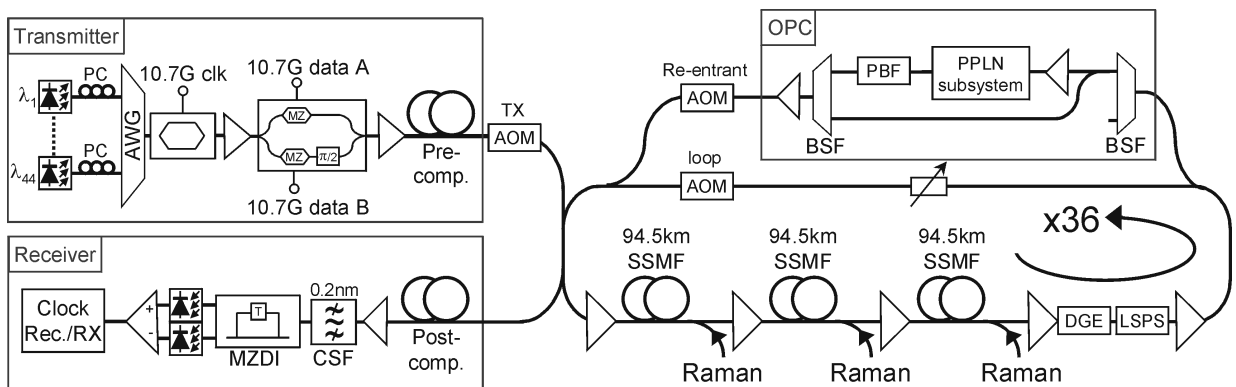 Transmitter
10.7G clk
10.7G data A
λ1
PC
AWG
MZ
MZ
π/2
λ44
PC
10.7G data B
Pre-
comp.
TX
AOM
Re-entrant
AOM
OPC
PBF
PPLN
subsystem
BSF
BSF
loop
AOM
x36
Receiver
Clock
Rec./RX
+
-
T
MZDI
0.2nm
CSF
Post-
comp.
94.5km
SSMF
94.5km
SSMF
94.5km
SSMF
Raman
Raman
Raman
DGE
LSPS